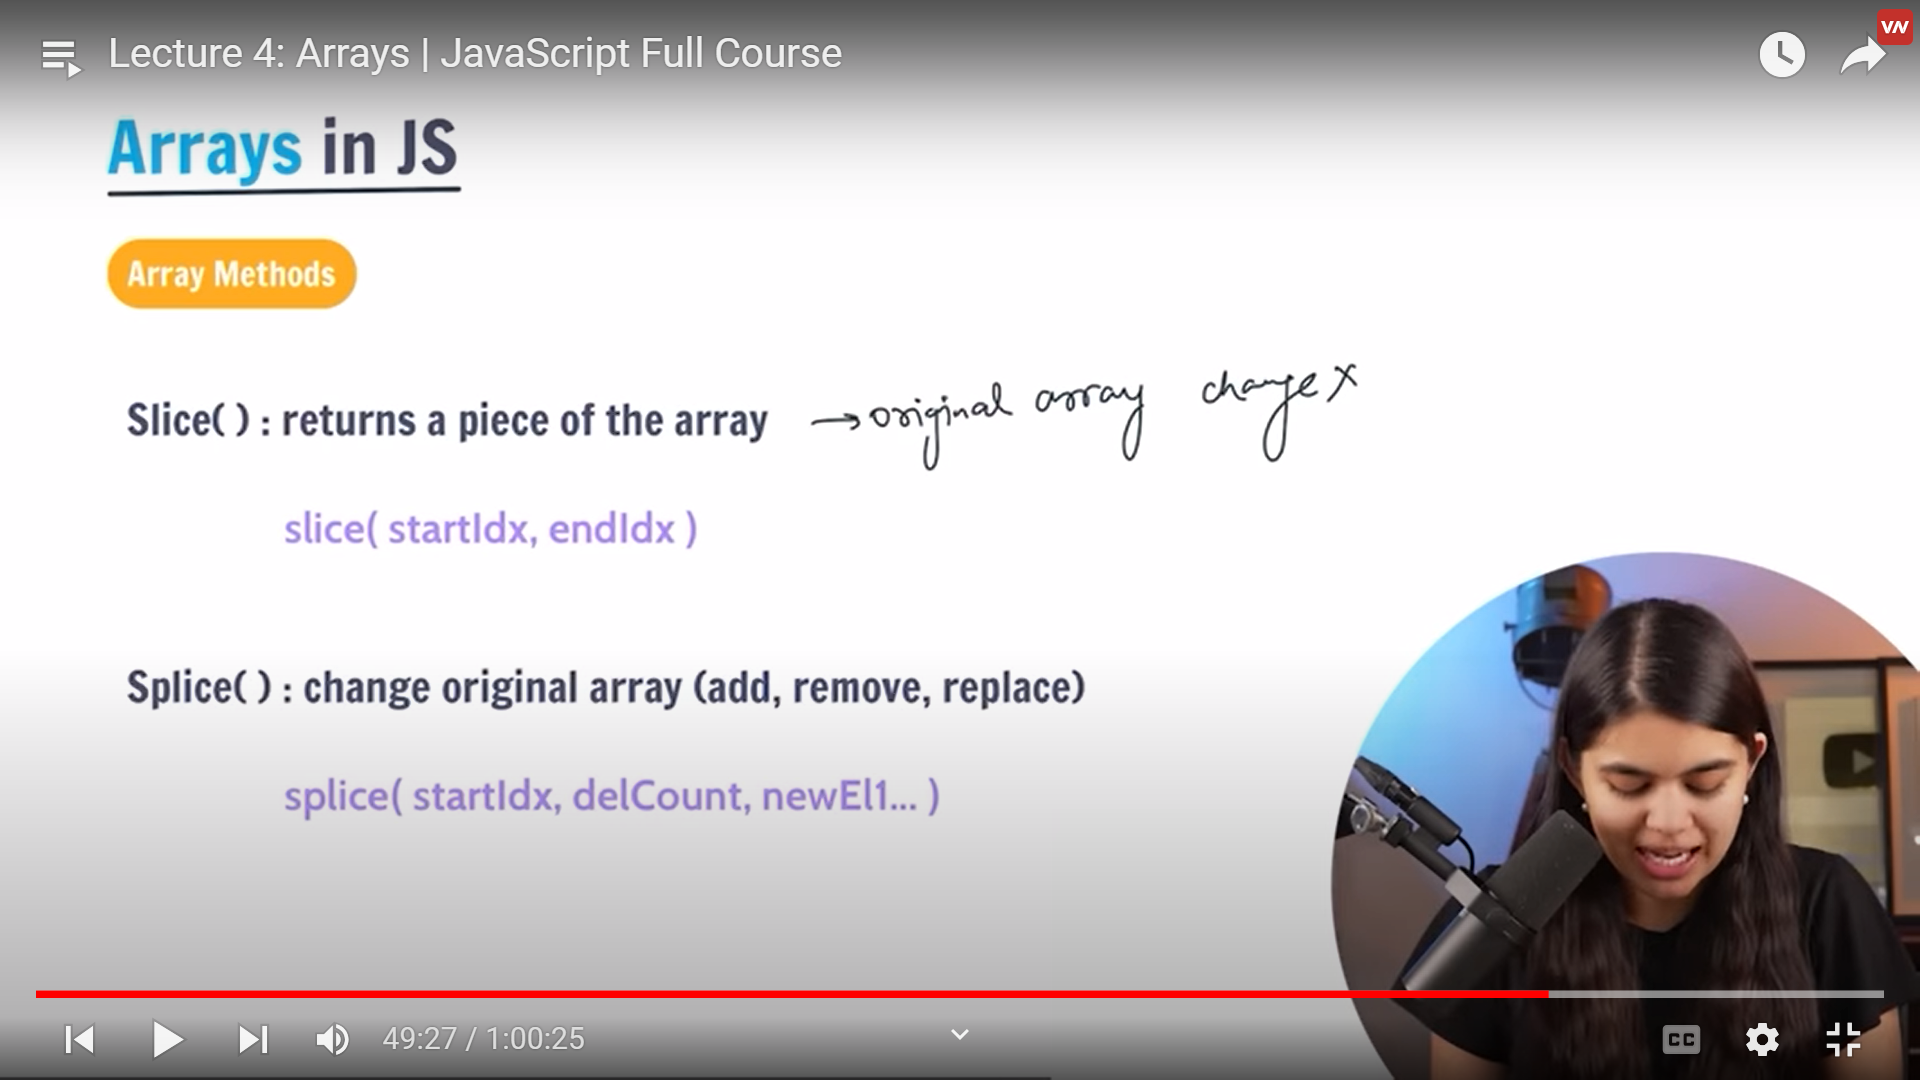 VN
Lecture 4: Arrays | JavaScript Full Course
Arrays in JS
Array Methods
Slice( ) : returns a piece of the array → original array change ✗
slice( startIdx, endIdx )
Splice( ) : change original array (add, remove, replace)
splice( startIdx, delCount, newEl1... )
49:27 / 1:00:25
CC